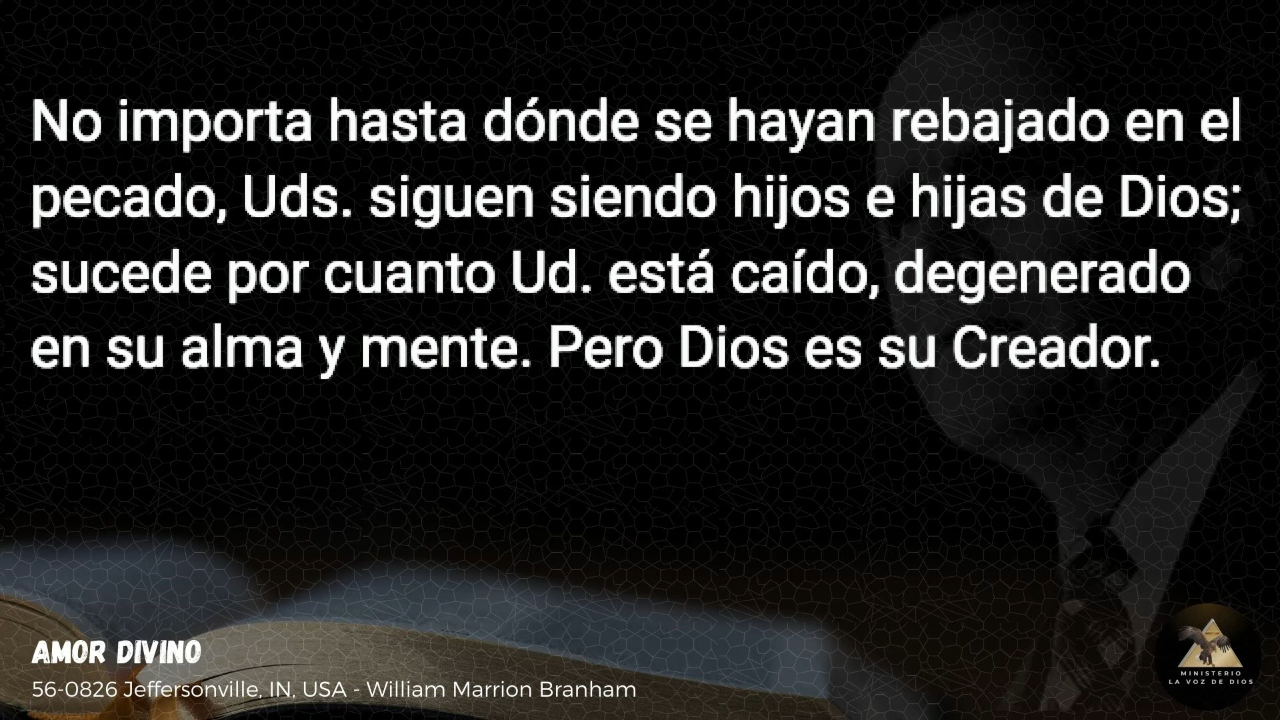 No importa hasta dónde se hayan rebajado en el
pecado, Uds. siguen siendo hijos e hijas de Dios;
sucede por cuanto Ud. está caído, degenerado
en su alma y mente. Pero Dios es su Creador.
AMOR DIVINO
56-0826 Jeffersonville, IN, USA - William Marrion Branham
MINISTERIO
LA VOZ DE DIOS